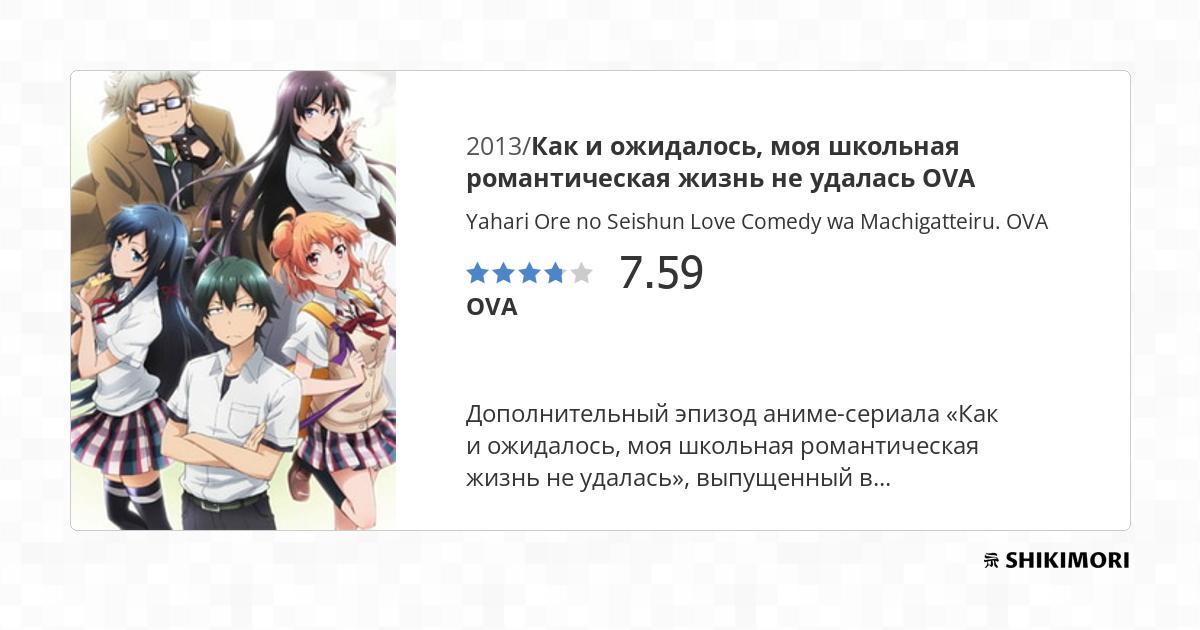 2013/Как и ожидалось, моя школьная
романтическая жизнь не удалась OVA
Yahari Ore no Seishun Love Comedy wa Machigatteiru. OVA
7.59
OVA
Дополнительный эпизод аниме-сериала «Как
и ожидалось, моя школьная романтическая
жизнь не удалась», выпущенный в...
SHIKIMORI